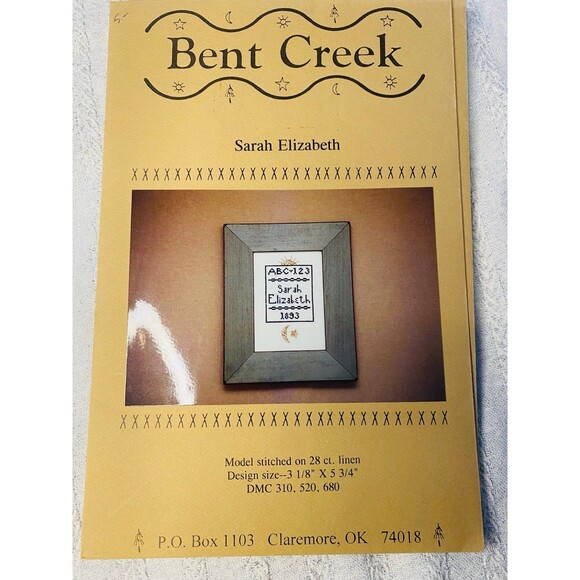 5-
Bent Creek
Sarah Elizabeth
ABC-123
Sarah
Elizabeth
1893
Model stitched on 28 ct. linen
Design size--3 1/8" X 5 3/4"
DMC 310, 520, 680
P.O. Box 1103 Claremore, OK 74018